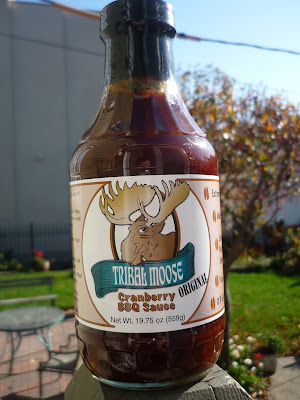 TRIBAL MOOSE
Cranberry
BBQ Sauce
ORIGINAL
Net Wt. 19.75 oz (559g)